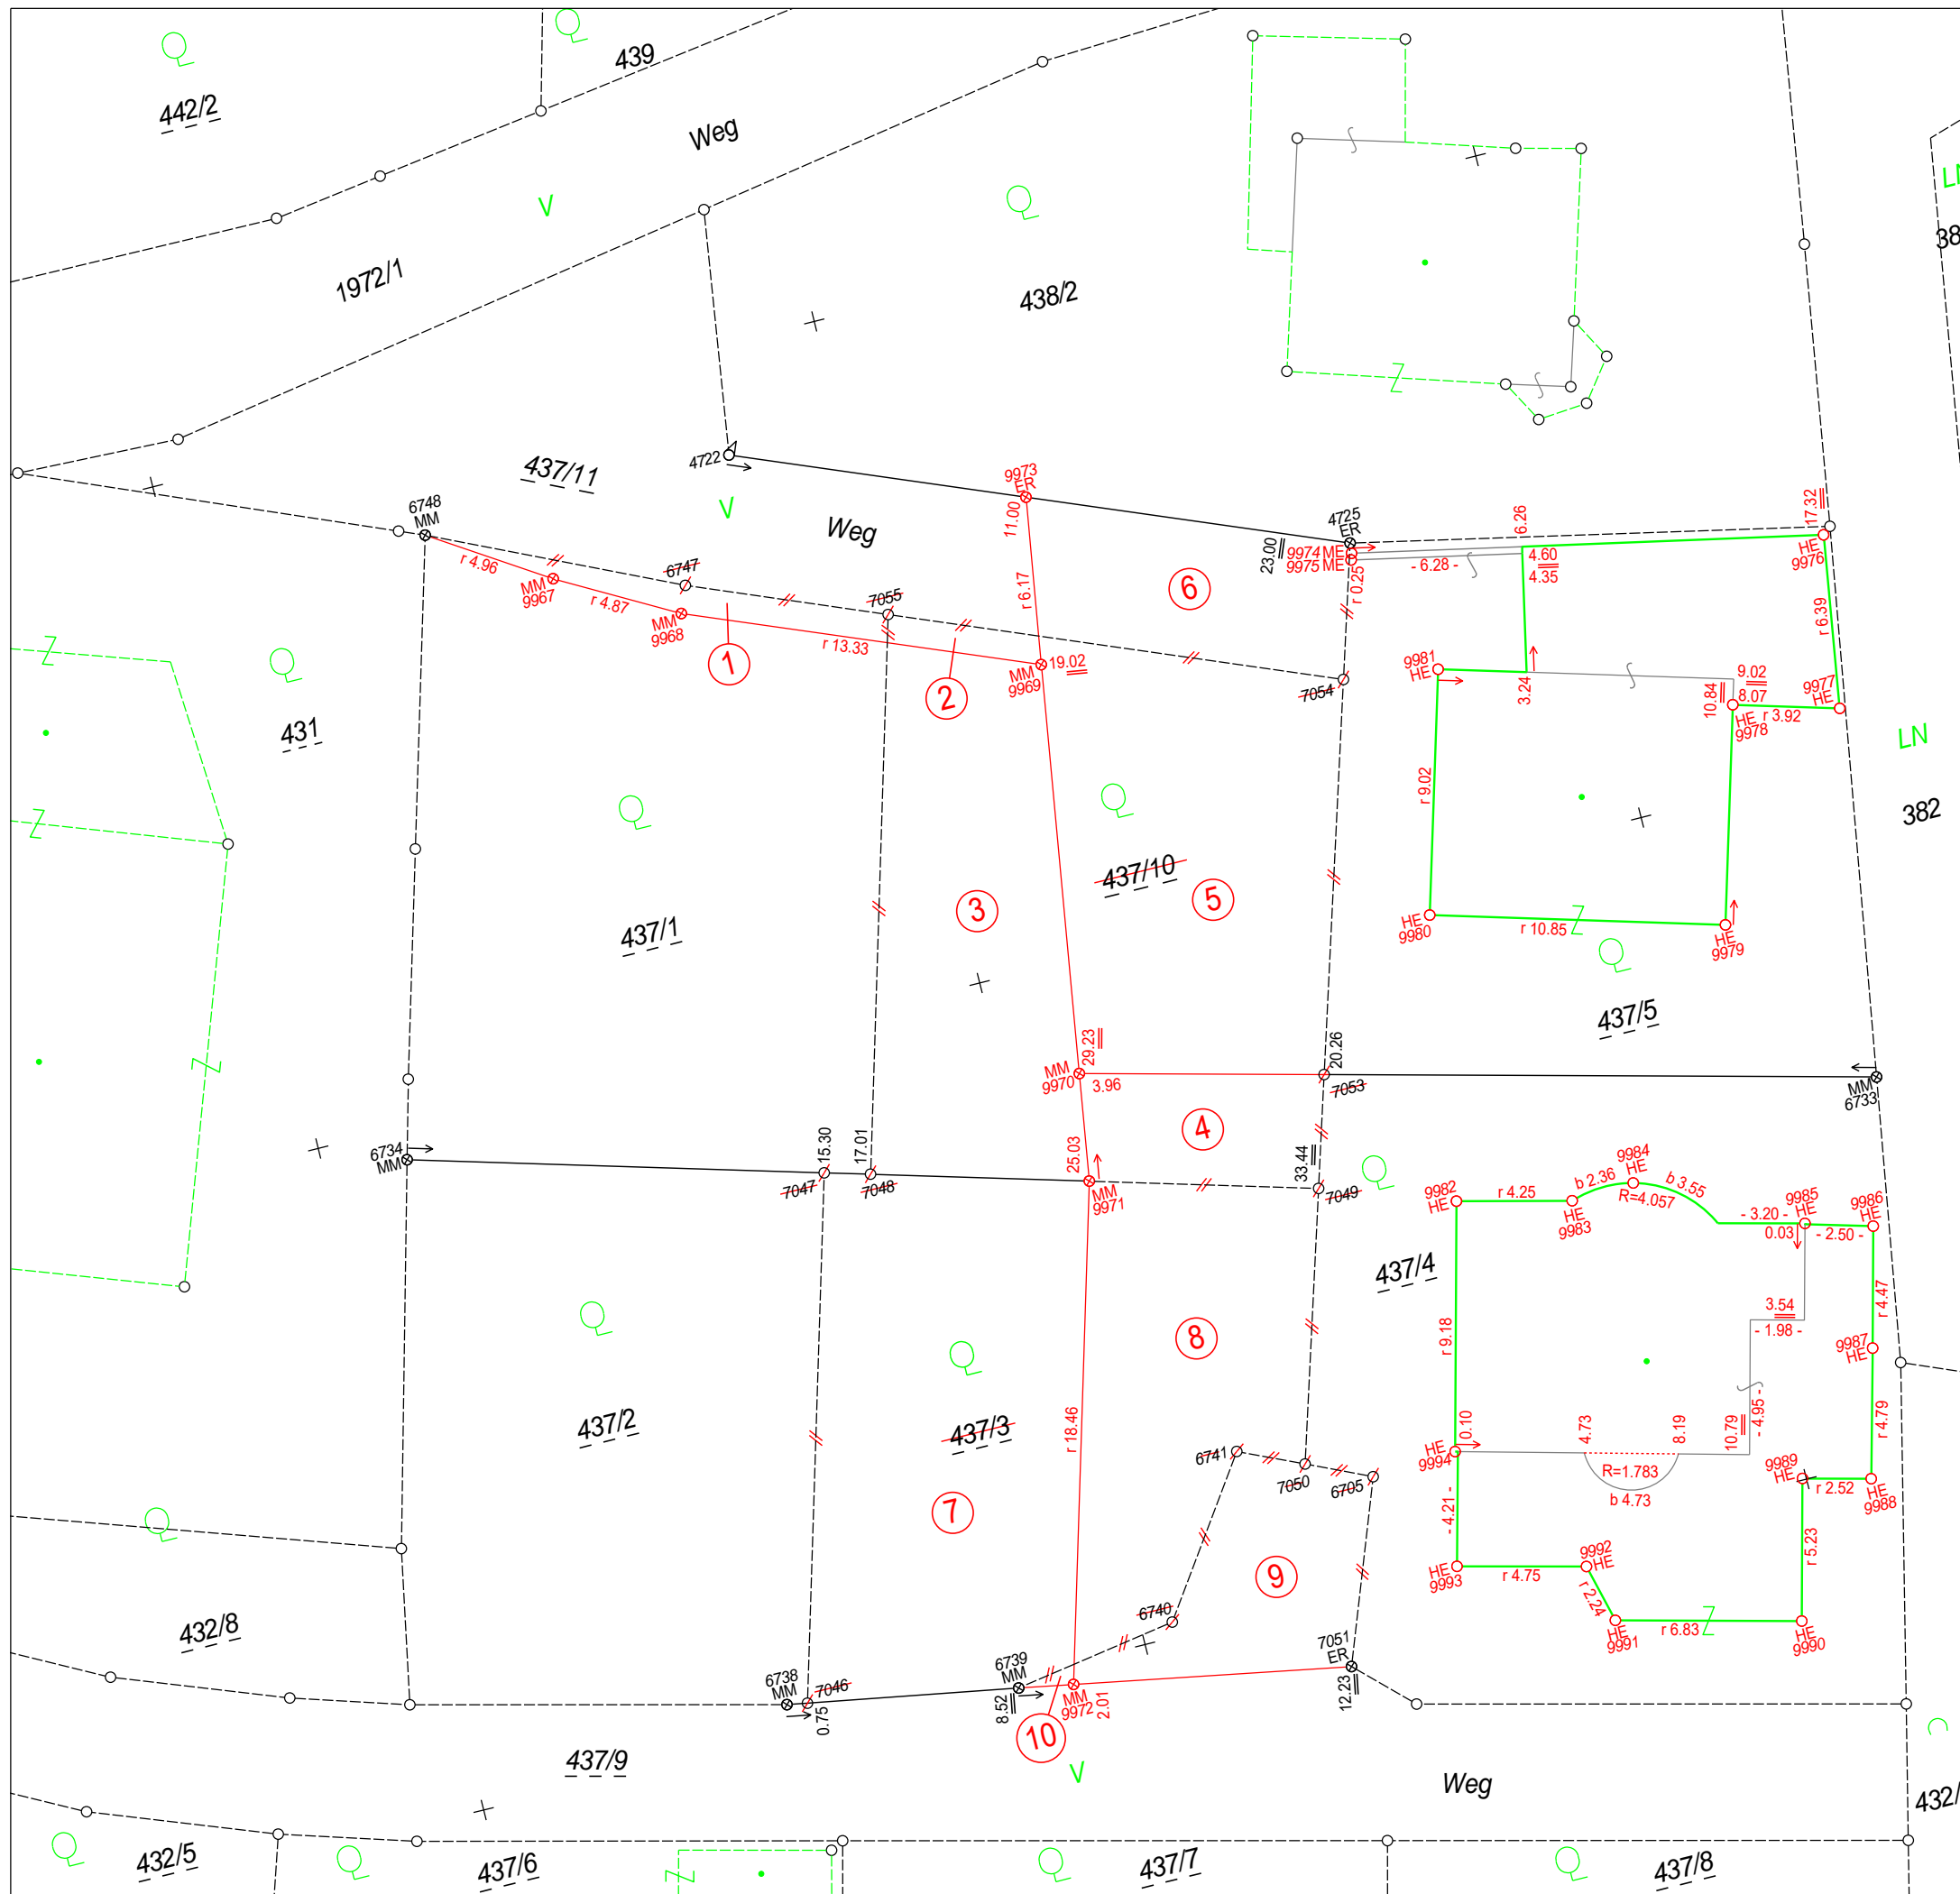 439
442/2
Weg
V
1972/1
438/2
437/11
4722
V
Weg
6748
MM
r 4.96
MM
9967
r 4.87
6747
MM
9968
7055
r 13.33
1
2
9973
ER
11.00
r 6.17
19.02
MM
9969
4725
ER
23.00
9974 ME
9975 ME
r 0.25
- 6.28 -
6.26
4.60
4.35
17.32
HE
9976
r 6.39
6
7054
9981
HE
3.24
9.02
8.07
10.84
9977
HE
HE
9978
r 3.92
LN
431
437/1
3
437/10
5
r 9.02
HE
9980
r 10.85
HE
9979
382
437/5
29.23
MM
9970
3.96
20.26
7053
MM
6733
4
6734
MM
15.30
17.01
7047
7048
25.03
MM
9971
33.44
7049
437/4
9982
HE
r 4.25
HE
9983
b 2.36
9984
HE
R=4.057
b 3.55
- 3.20 -
0.03
9985
HE
9986
HE
- 2.50 -
r 4.47
3.54
- 1.98 -
9987
HE
r 9.18
8
437/2
437/3
r 18.46
7
6741
7050
6705
0.10
HE
9994
4.73
8.19
10.79
- 4.95 -
R=1.783
b 4.73
r 4.79
9989
HE
r 2.52
HE
9988
- 4.21 -
HE
9993
r 4.75
9992
HE
r 2.24
HE
9991
r 6.83
r 5.23
HE
9990
9
432/8
6740
6738
MM
7046
0.75
6739
MM
8.52
MM
9972
2.01
7051
ER
12.23
10
437/9
V
Weg
432/5
437/6
437/7
437/8